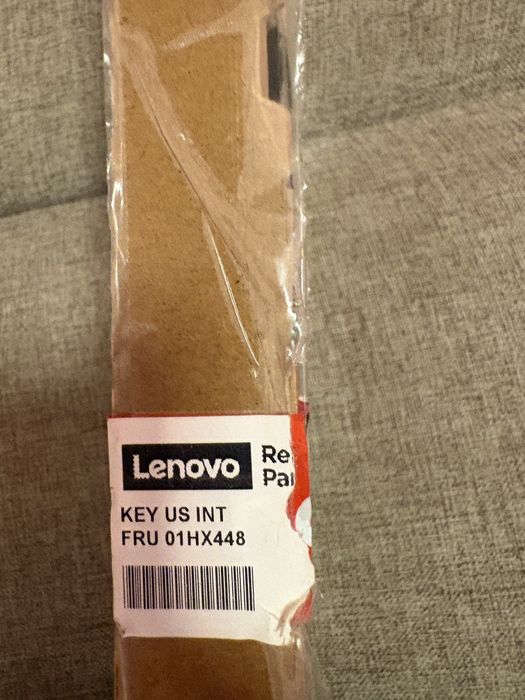 Lenovo
KEY US INT
FRU 01HX448